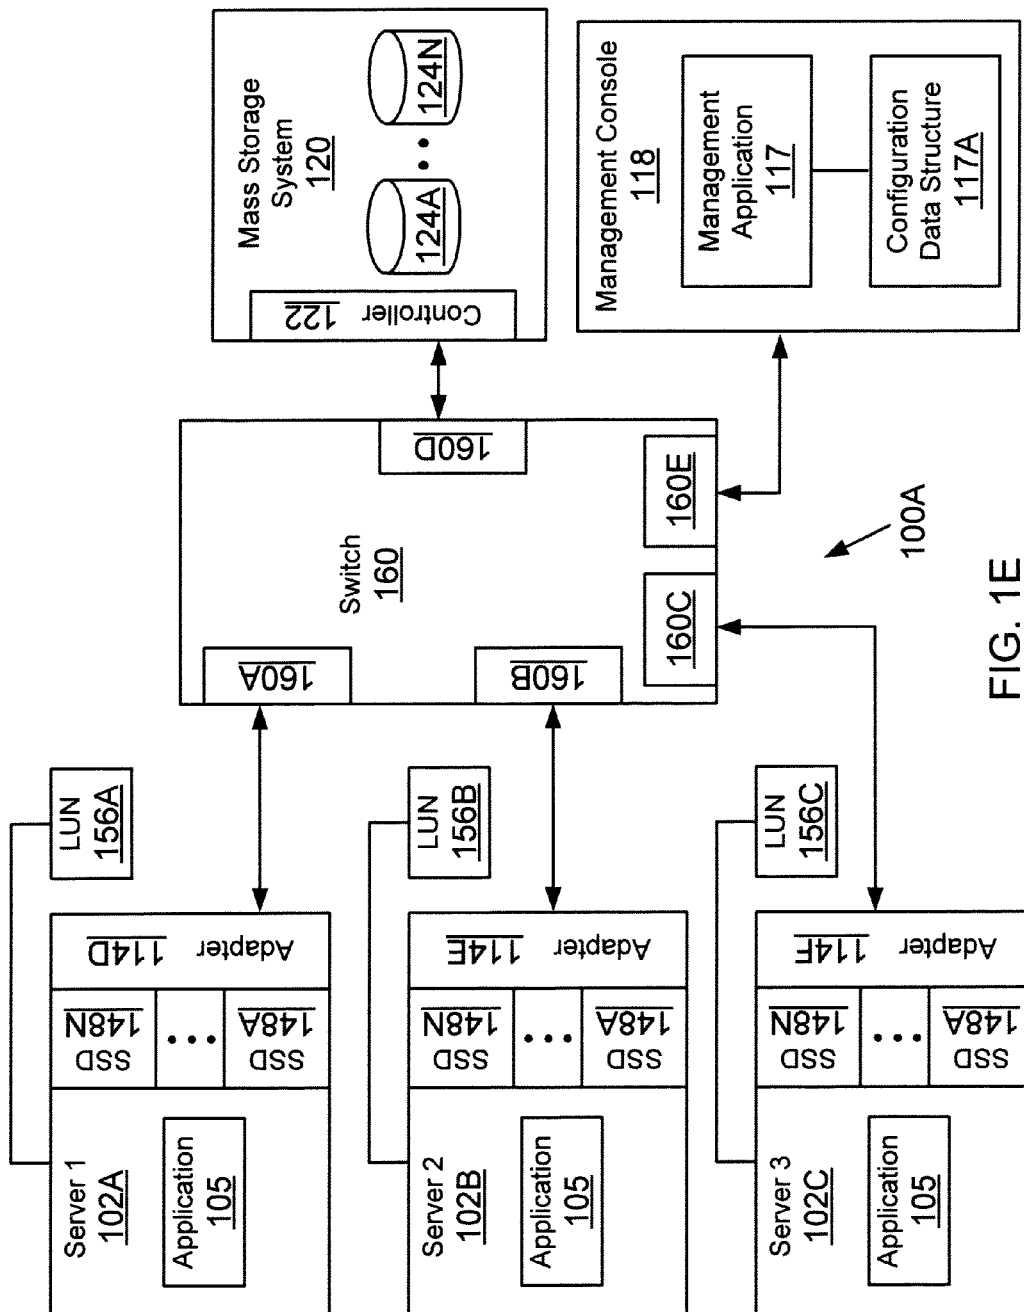 Server 1
102A
Application
105
SSD
148N
• • •
SSD
148A
Adapter
114D
LUN
156A
Server 2
102B
Application
105
SSD
148N
• • •
SSD
148A
Adapter
114E
LUN
156B
Server 3
102C
Application
105
SSD
148N
• • •
SSD
148A
Adapter
114F
LUN
156C
Switch
160
160A
160B
160C
160D
160E
Mass Storage
System
120
Controller
122
124A
• • •
124N
Management Console
118
Management
Application
117
Configuration
Data Structure
117A
100A
FIG. 1E